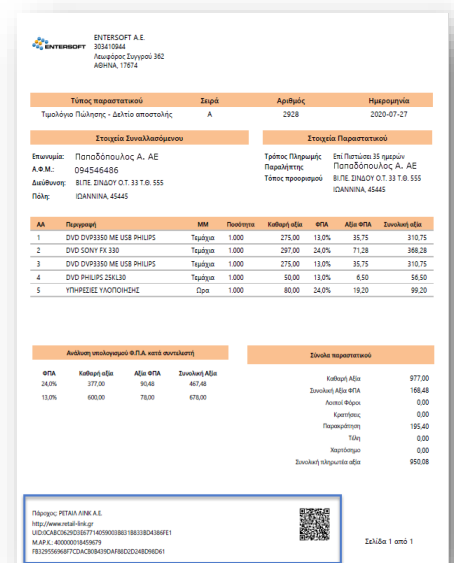 ENTERSOFT
ENTERSOFT A.E.
303410944
Λεωφόρος Συγγρού 362
ΑΘΗΝΑ, 17674
Τύπος παραστατικού Σειρά Αριθμός Ημερομηνία
Τιμολόγιο Πώλησης - Δελτίο αποστολής A 2928 2020-07-27
Στοιχεία Συναλλασόμενου
Επωνυμία: Παπαδόπουλος Α. ΑΕ
Α.Φ.Μ.: 094546486
Διεύθυνση: ΒΙ.ΠΕ. ΣΙΝΔΟΥ Ο.Τ. 33 Τ.Θ. 555
Πόλη: ΙΩΑΝΝΙΝΑ, 45445
Στοιχεία Παραστατικού
Τρόπος Πληρωμής Επί Πιστώσει 35 ημερών
Παραλήπτης Παπαδόπουλος Α. ΑΕ
Τόπος προορισμού ΒΙ.ΠΕ. ΣΙΝΔΟΥ Ο.Τ. 33 Τ.Θ. 555
ΙΩΑΝΝΙΝΑ, 45445
ΑΑ Περιγραφή ΜΜ Ποσότητα Καθαρή αξία ΦΠΑ Αξία ΦΠΑ Συνολική αξία
1 DVD DVP3350 ME USB PHILIPS Τεμάχια 1.000 275,00 13,0% 35,75 310,75
2 DVD SONY FX 330 Τεμάχια 1.000 297,00 24,0% 71,28 368,28
3 DVD DVP3350 ME USB PHILIPS Τεμάχια 1.000 275,00 13,0% 35,75 310,75
4 DVD PHILIPS 25KL30 Τεμάχια 1.000 50,00 13,0% 6,50 56,50
5 ΥΠΗΡΕΣΙΕΣ ΥΛΟΠΟΙΗΣΗΣ Ώρα 1.000 80,00 24,0% 19,20 99,20
Ανάλυση υπολογισμού Φ.Π.Α. κατά συντελεστή
ΦΠΑ Καθαρή αξία Αξία ΦΠΑ Συνολική Αξία
24,0% 377,00 90,48 467,48
13,0% 600,00 78,00 678,00
Σύνολα παραστατικού
Καθαρή Αξία 977,00
Συνολική Αξία ΦΠΑ 168,48
Λοιποί Φόροι 0,00
Κρατήσεις 0,00
Παρακράτηση 195,40
Τέλη 0,00
Χαρτόσημο 0,00
Συνολική πληρωτέα αξία 950,08
Πάροχος: ΡΕΤΑΙΛ ΛΙΝΚ Α.Ε.
http://www.retail-link.gr
Μ.ΑΡ.Κ.: 400000018459679
Σελίδα 1 από 1